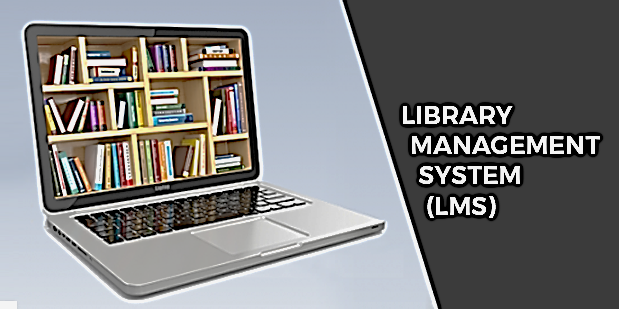 LIBRARY
MANAGEMENT
SYSTEM
(LMS)